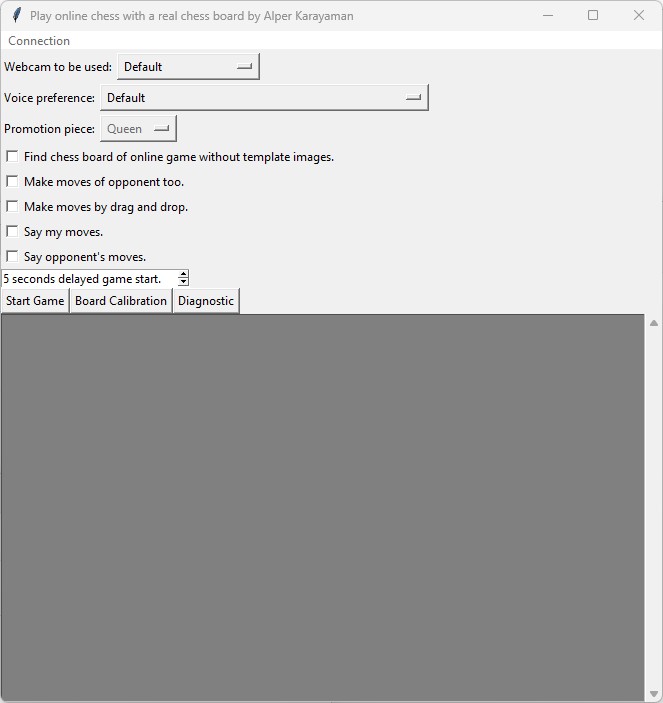 Play online chess with a real chess board by Alper Karayaman
Connection
Webcam to be used: Default
Voice preference: Default
Promotion piece: Queen
Find chess board of online game without template images.
Make moves of opponent too.
Make moves by drag and drop.
Say my moves.
Say opponent's moves.
5 seconds delayed game start.
Start Game Board Calibration Diagnostic